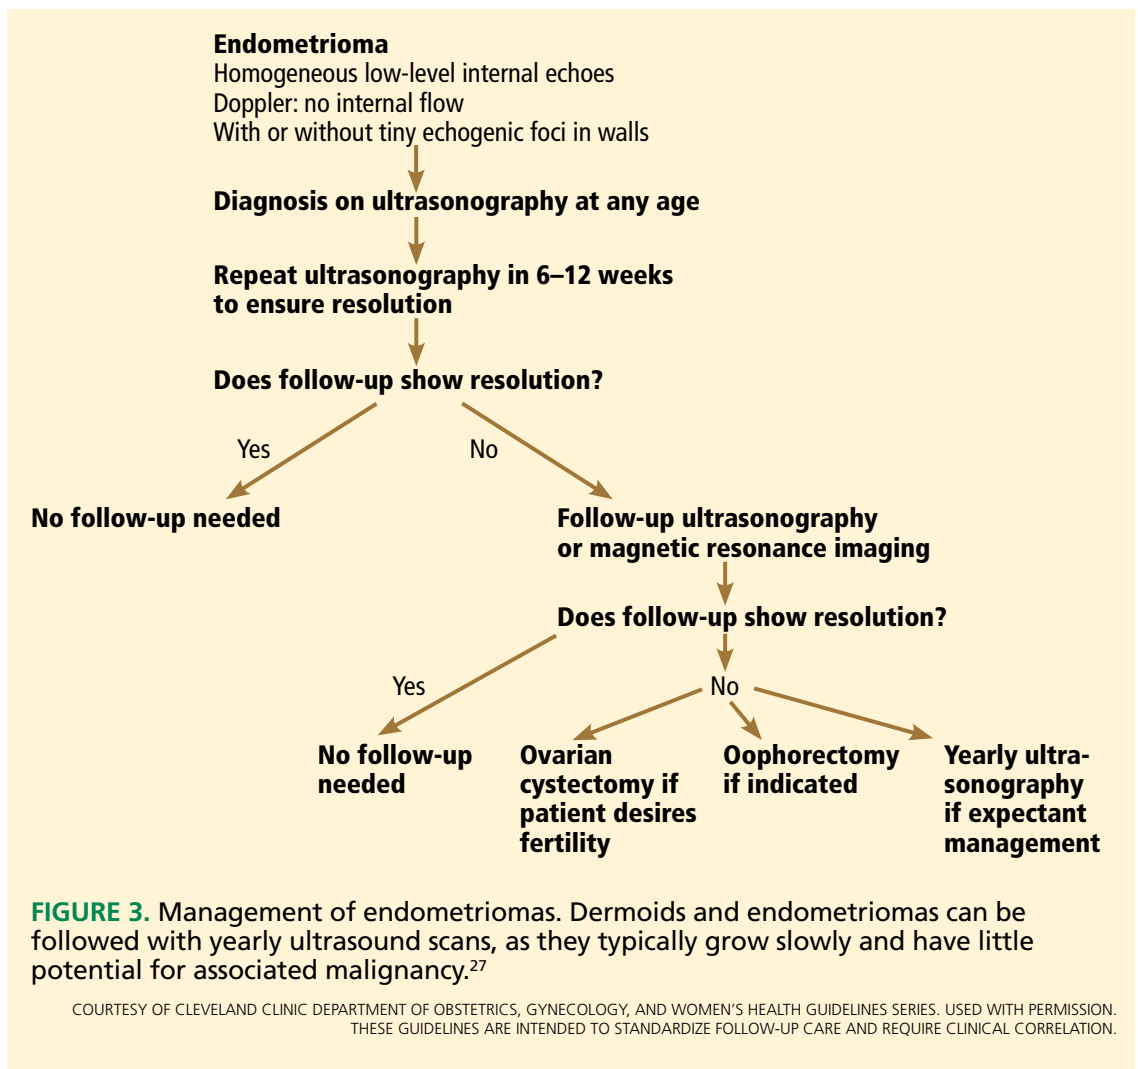 Endometrioma
Homogeneous low-level internal echoes
Doppler: no internal flow
With or without tiny echogenic foci in walls
Diagnosis on ultrasonography at any age
Repeat ultrasonography in 6–12 weeks
to ensure resolution
Does follow-up show resolution?
Yes
No
No follow-up needed
Follow-up ultrasonography
or magnetic resonance imaging
Does follow-up show resolution?
Yes
No
No follow-up
needed
Ovarian
cystectomy if
patient desires
fertility
Oophorectomy
if indicated
Yearly ultra-
sonography
if expectant
management
FIGURE 3. Management of endometriomas. Dermoids and endometriomas can be
followed with yearly ultrasound scans, as they typically grow slowly and have little
potential for associated malignancy.27
COURTESY OF CLEVELAND CLINIC DEPARTMENT OF OBSTETRICS, GYNECOLOGY, AND WOMEN'S HEALTH GUIDELINES SERIES. USED WITH PERMISSION.
THESE GUIDELINES ARE INTENDED TO STANDARDIZE FOLLOW-UP CARE AND REQUIRE CLINICAL CORRELATION.